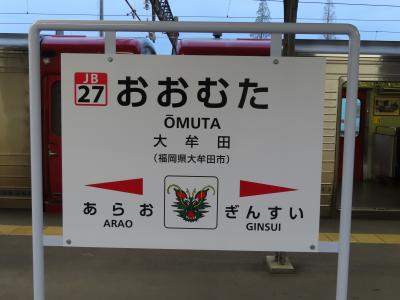 JB
27
おおむた
ŌMUTA
大牟田
(福岡県大牟田市)
あらお
ARAO
ぎんすい
GINSUI